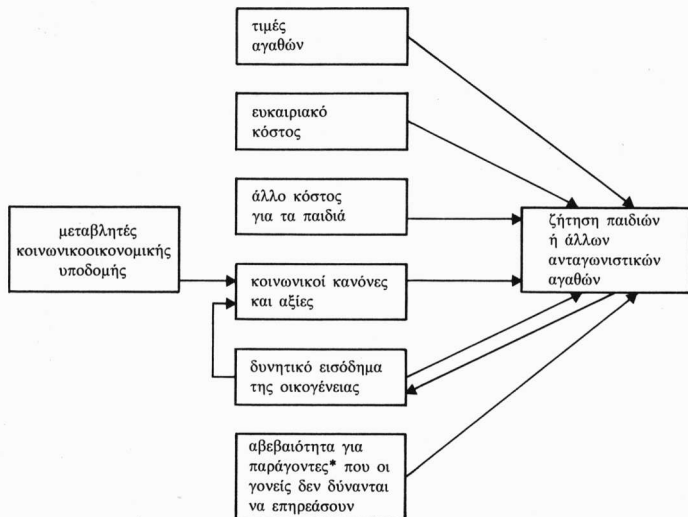 τιμές
αγαθών
ευκαιριακό
κόστος
άλλο κόστος
για τα παιδιά
μεταβλητές
κοινωνικοοικονομικής
υποδομής
ζήτηση παιδιών
ή άλλων
ανταγωνιστικών
αγαθών
κοινωνικοί κανόνες
και αξίες
δυνητικό εισόδημα
της οικογένειας
αβεβαιότητα για
παράγοντες* που οι
γονείς δεν δύνανται
να επηρεάσουν